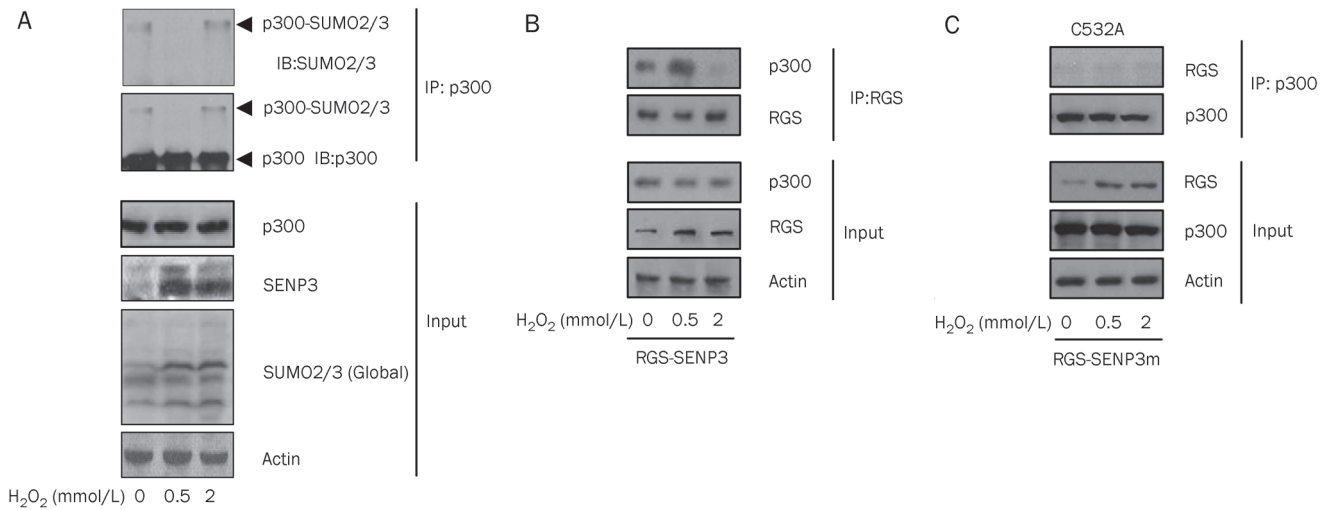 A
p300-SUMO2/3
IB:SUMO2/3
p300-SUMO2/3
p300 IB:p300
IP: p300
p300
SENP3
SUMO2/3 (Global)
Actin
Input
H₂O₂ (mmol/L) 0 0.5 2
B
p300
RGS
IP:RGS
p300
RGS
Actin
Input
H₂O₂ (mmol/L) 0 0.5 2
RGS-SENP3
C
C532A
RGS
p300
IP: p300
RGS
p300
Actin
Input
H₂O₂ (mmol/L) 0 0.5 2
RGS-SENP3m